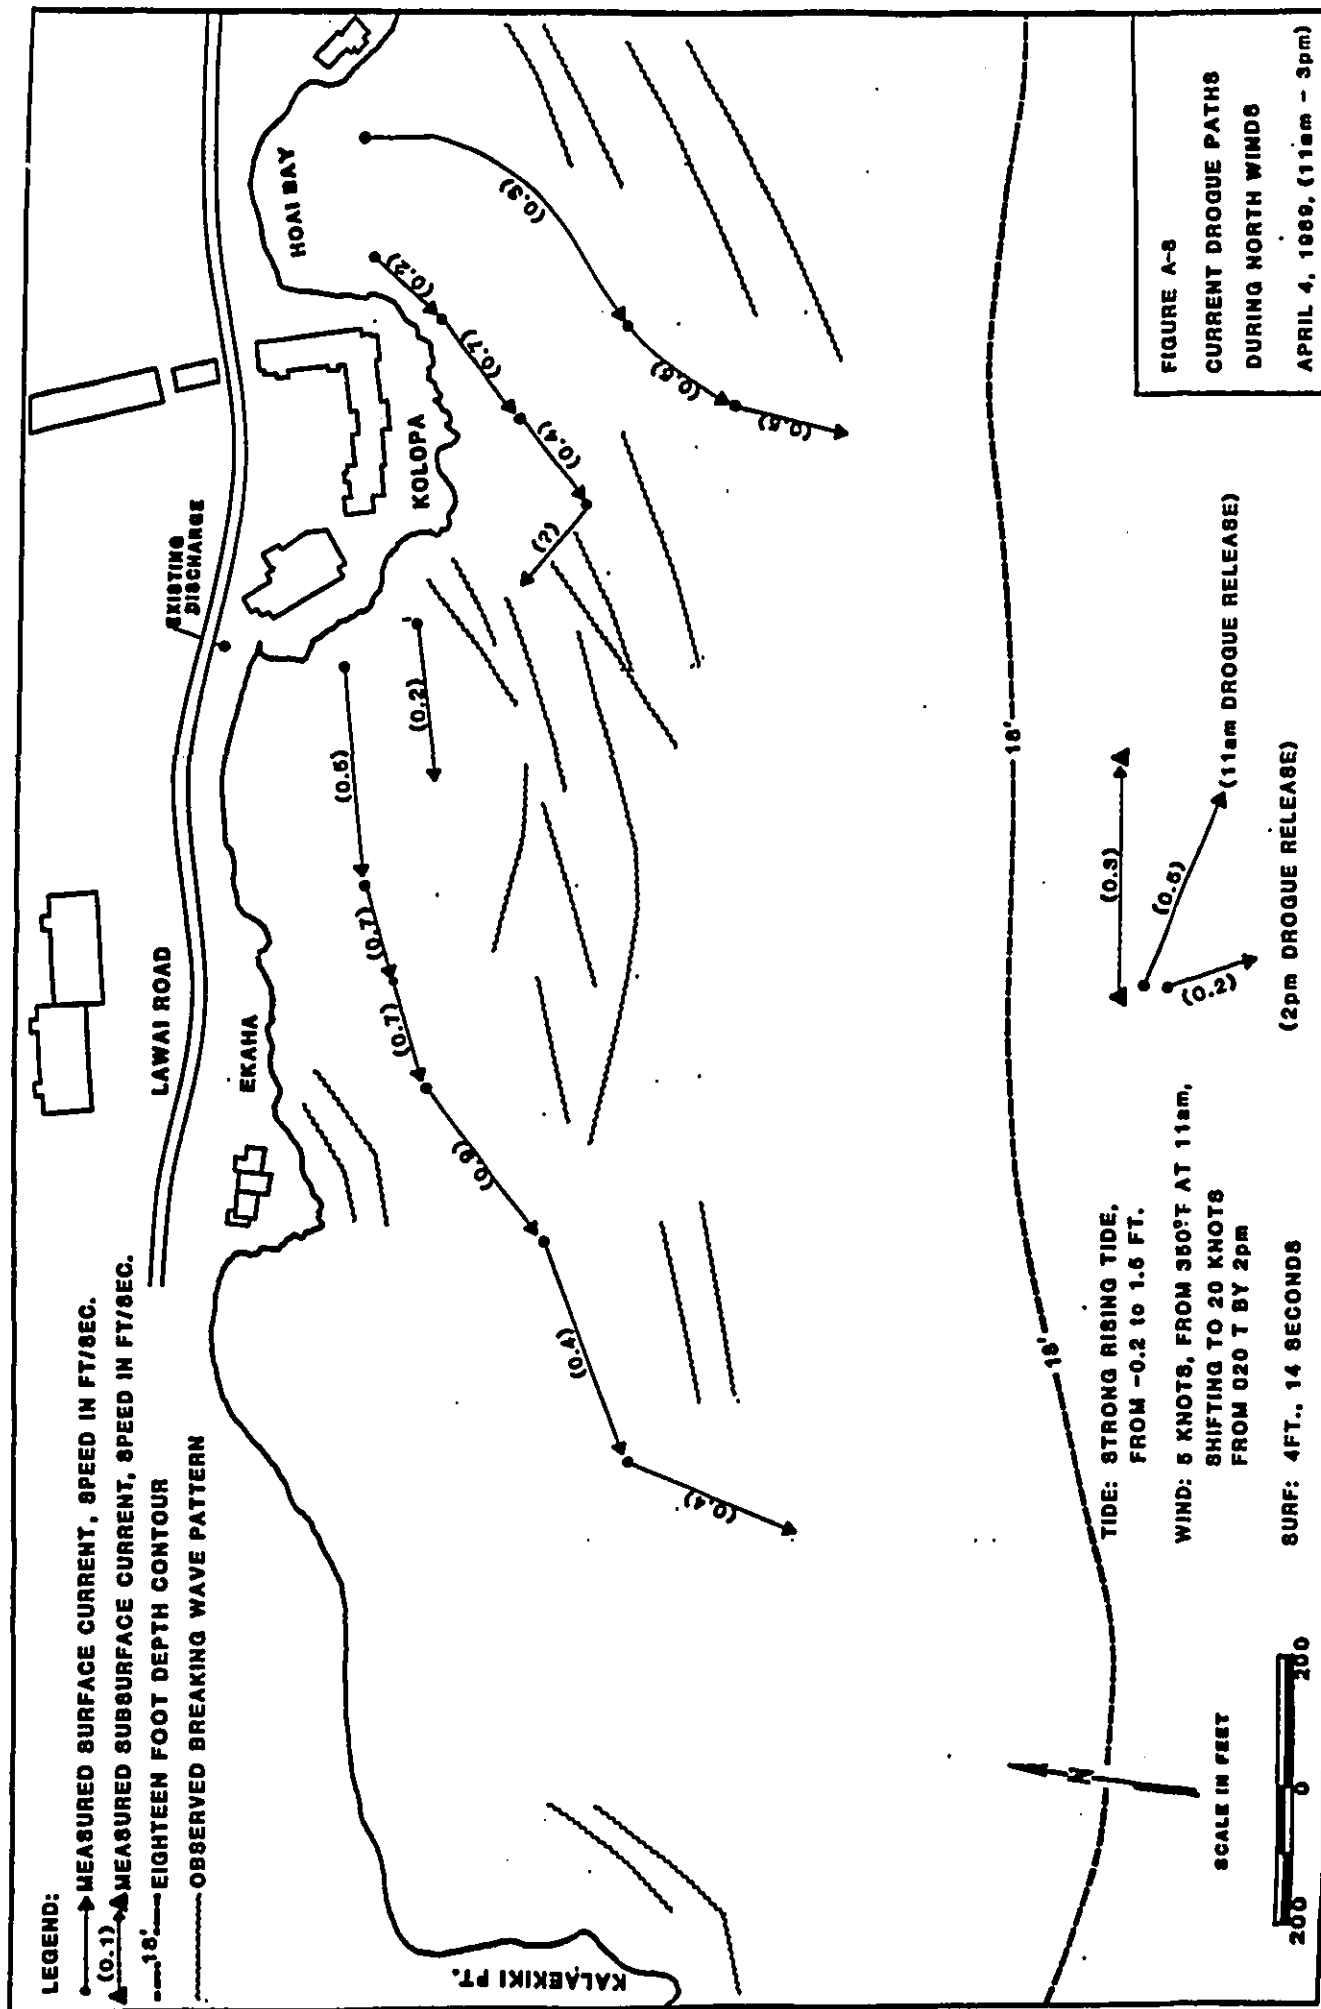 LEGEND:
MEASURED SURFACE CURRENT, SPEED IN FT/SEC.
(0.1)
MEASURED SUBSURFACE CURRENT, SPEED IN FT/SEC.
18'
EIGHTEEN FOOT DEPTH CONTOUR
OBSERVED BREAKING WAVE PATTERN
LAWAI ROAD
EKAHA
EXISTING
DISCHARGE
HOAI BAY
KOLOPA
KALAEKIKI PT.
(0.5)
(0.7)
(0.7)
(0.9)
(0.4)
(0.4)
(0.2)
(0.2)
(0.7)
(0.4)
(?)
(0.3)
(0.5)
(0.5)
18'
18'
(0.3)
(0.5)
(11am DROGUE RELEASE)
(0.2)
(2pm DROGUE RELEASE)
TIDE: STRONG RISING TIDE,
FROM -0.2 to 1.5 FT.
WIND: 5 KNOTS, FROM 350°T AT 11am,
SHIFTING TO 20 KNOTS
FROM 020 T BY 2pm
SURF: 4FT., 14 SECONDS
N
SCALE IN FEET
200 0 200
FIGURE A-8
CURRENT DROGUE PATHS
DURING NORTH WINDS
APRIL 4, 1989, (11am - 3pm)